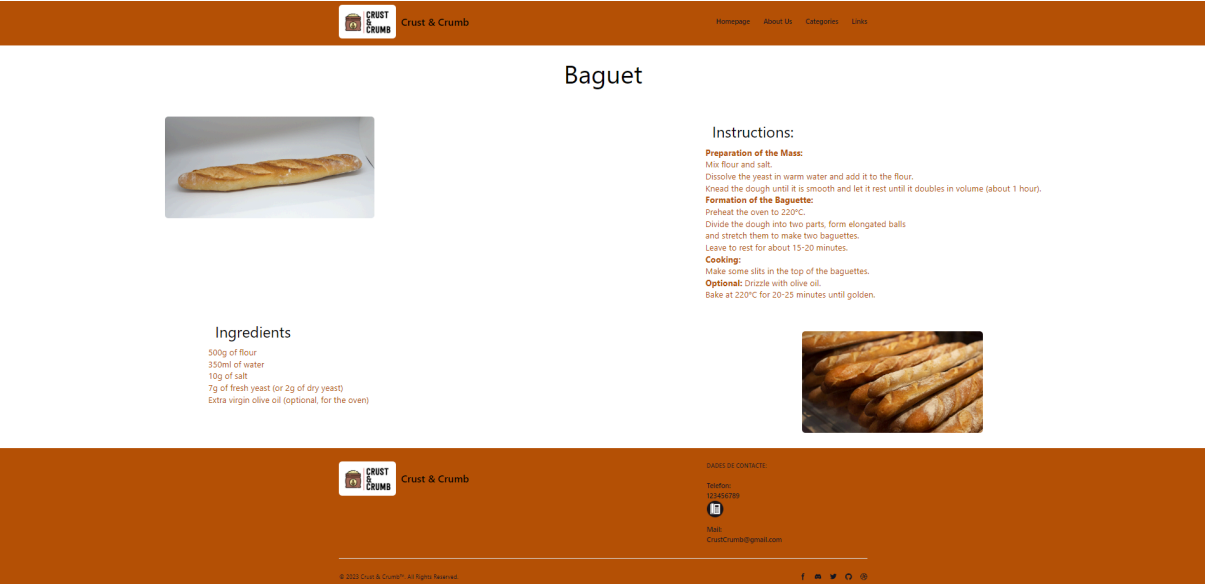 CRUST
&
CRUMB
Crust & Crumb
Homepage About Us Categories Links
Baguet
Instructions:
Preparation of the Mass:
Mix flour and salt.
Dissolve the yeast in warm water and add it to the flour.
Knead the dough until it is smooth and let it rest until it doubles in volume (about 1 hour).
Formation of the Baguette:
Preheat the oven to 220°C.
Divide the dough into two parts, form elongated balls
and stretch them to make two baguettes.
Leave to rest for about 15-20 minutes.
Cooking:
Make some slits in the top of the baguettes.
Optional: Drizzle with olive oil.
Bake at 220°C for 20-25 minutes until golden.
Ingredients
500g of flour
350ml of water
10g of salt
7g of fresh yeast (or 2g of dry yeast)
Extra virgin olive oil (optional, for the oven)
CRUST
&
CRUMB
Crust & Crumb
DADES DE CONTACTE:
Telefon:
123456789
Mail:
CrustCrumb@gmail.com
© 2023 Crust & Crumb™. All Rights Reserved.